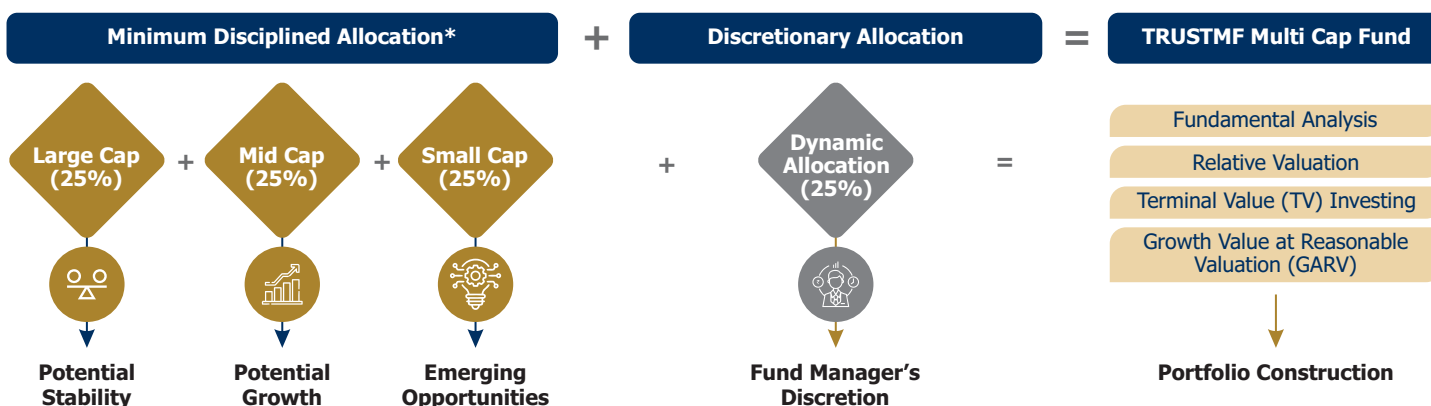 Minimum Disciplined Allocation*
+
Discretionary Allocation
=
TRUSTMF Multi Cap Fund
Large Cap
(25%)
+
Mid Cap
(25%)
+
Small Cap
(25%)
+
Dynamic
Allocation
(25%)
=
Fundamental Analysis
Relative Valuation
Terminal Value (TV) Investing
Growth Value at Reasonable
Valuation (GARV)
Potential
Stability
Potential
Growth
Emerging
Opportunities
Fund Manager's
Discretion
Portfolio Construction